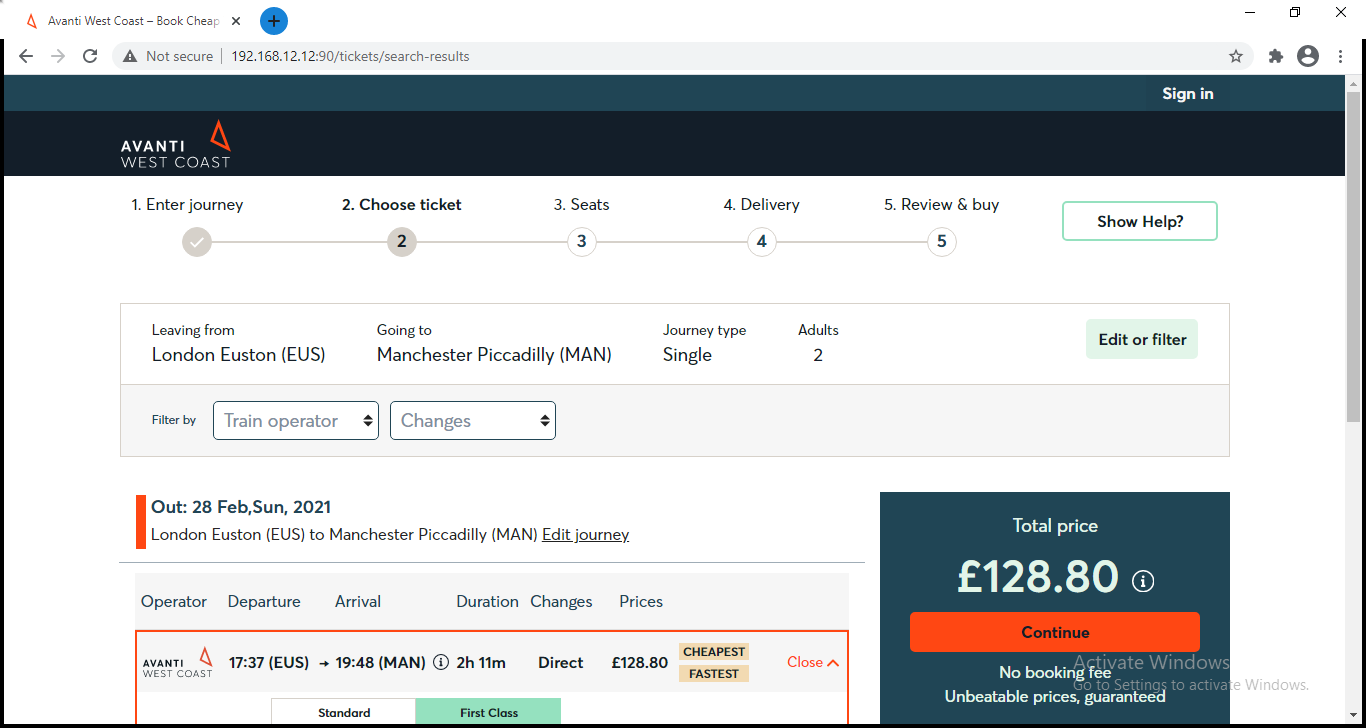 Avanti West Coast – Book Cheap
Not secure 192.168.12.12:90/tickets/search-results
Sign in
AVANTI
WEST COAST
1. Enter journey 2. Choose ticket 3. Seats 4. Delivery 5. Review & buy
Show Help?
2 3 4 5
Leaving from Going to Journey type Adults
London Euston (EUS) Manchester Piccadilly (MAN) Single 2
Edit or filter
Filter by Train operator Changes
Out: 28 Feb,Sun, 2021
London Euston (EUS) to Manchester Piccadilly (MAN) Edit journey
Operator Departure Arrival Duration Changes Prices
AVANTI
WEST COAST
17:37 (EUS) → 19:48 (MAN) 2h 11m Direct £128.80
CHEAPEST
FASTEST
Close
Standard First Class
Total price
£128.80
Continue
No booking fee
Unbeatable prices, guaranteed
Activate Windows
Go to Settings to activate Windows.